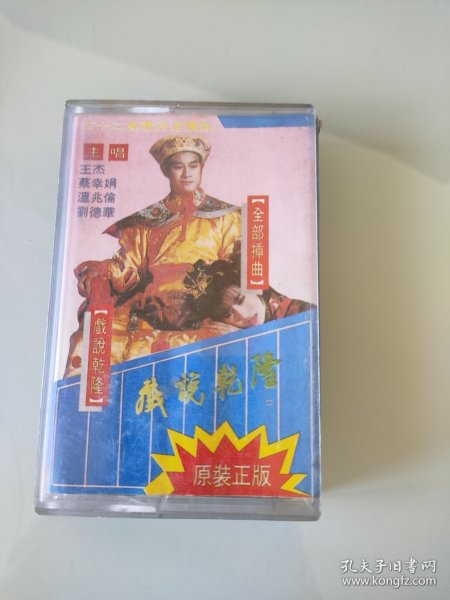 主唱
王杰
蔡幸娟
溫兆倫
劉德華
【全部插曲】
【戲說乾隆】
戲說乾隆
原裝正版
孔夫子旧书网
www.kongfz.com